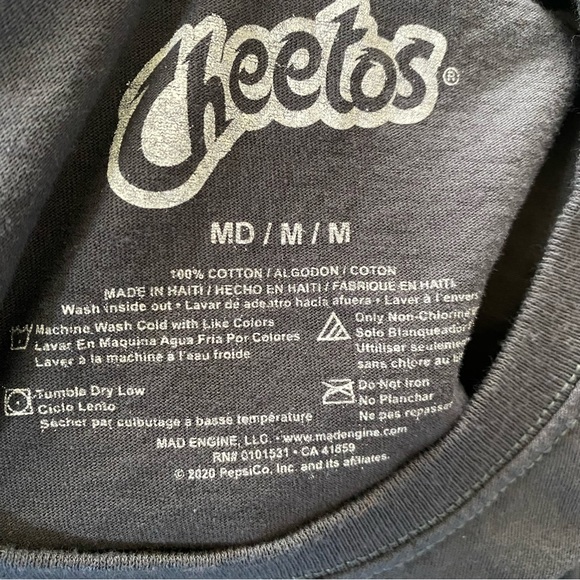 Cheetos®
MD / M / M
100% COTTON / ALGODON / COTON
MADE IN HAITI / HECHO EN HAITI / FABRIQUE EN HAITI
Wash inside out • Lavar de adeatro hacia afuera • Laver à l'envers
Machine Wash Cold with Like Colors
Lavar En Maquina Agua Fria Por Colores
Laver à la machine à l'eau froide
Only Non-Chlorine
Solo Blanqueador
Utiliser seulement
sans chlore au
Tumble Dry Low
Ciclo Lento
Sécher par culbutage à basse température
Do Not Iron
No Planchar
Ne pas repasser
MAD ENGINE, LLC. • www.madengine.com
RN# 0101531 • CA 41859
© 2020 PepsiCo, Inc. and its affiliates.